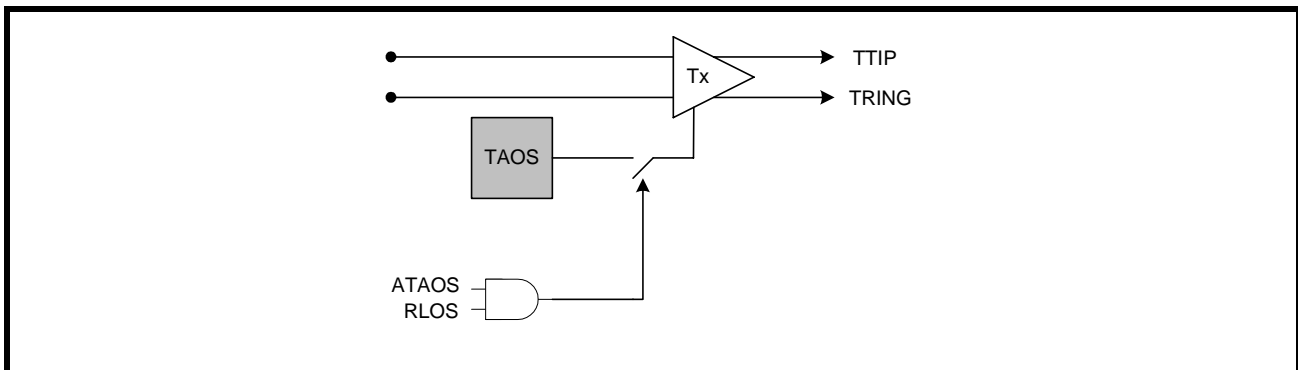 TTIP
Tx
TRING
TAOS
ATAOS
RLOS